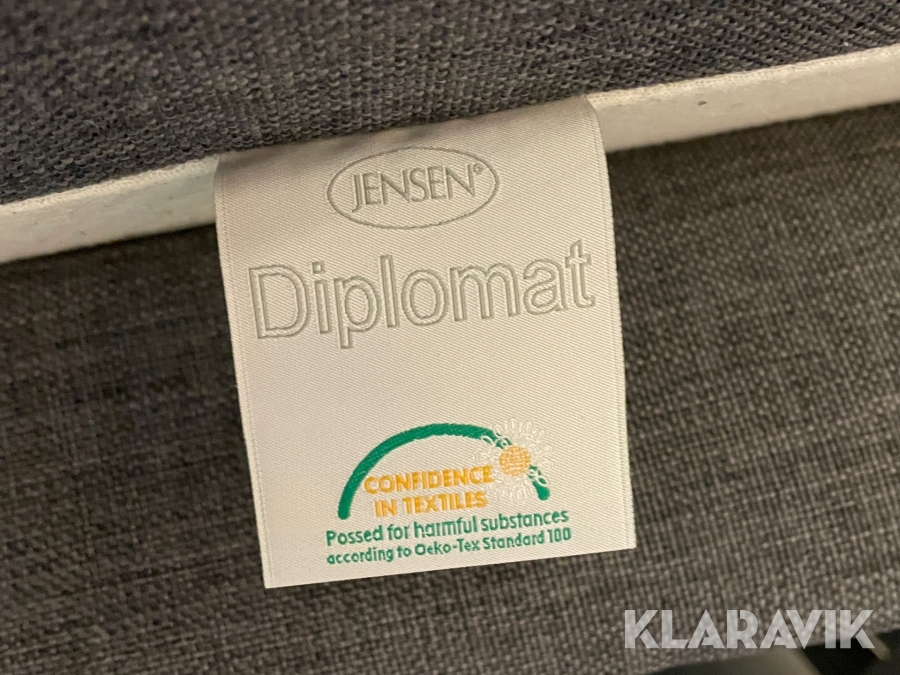 JENSEN®
Diplomat
CONFIDENCE
IN TEXTILES
Possed for harmful substances
according to Oeko-Tex Standard 100
KLARAVIK